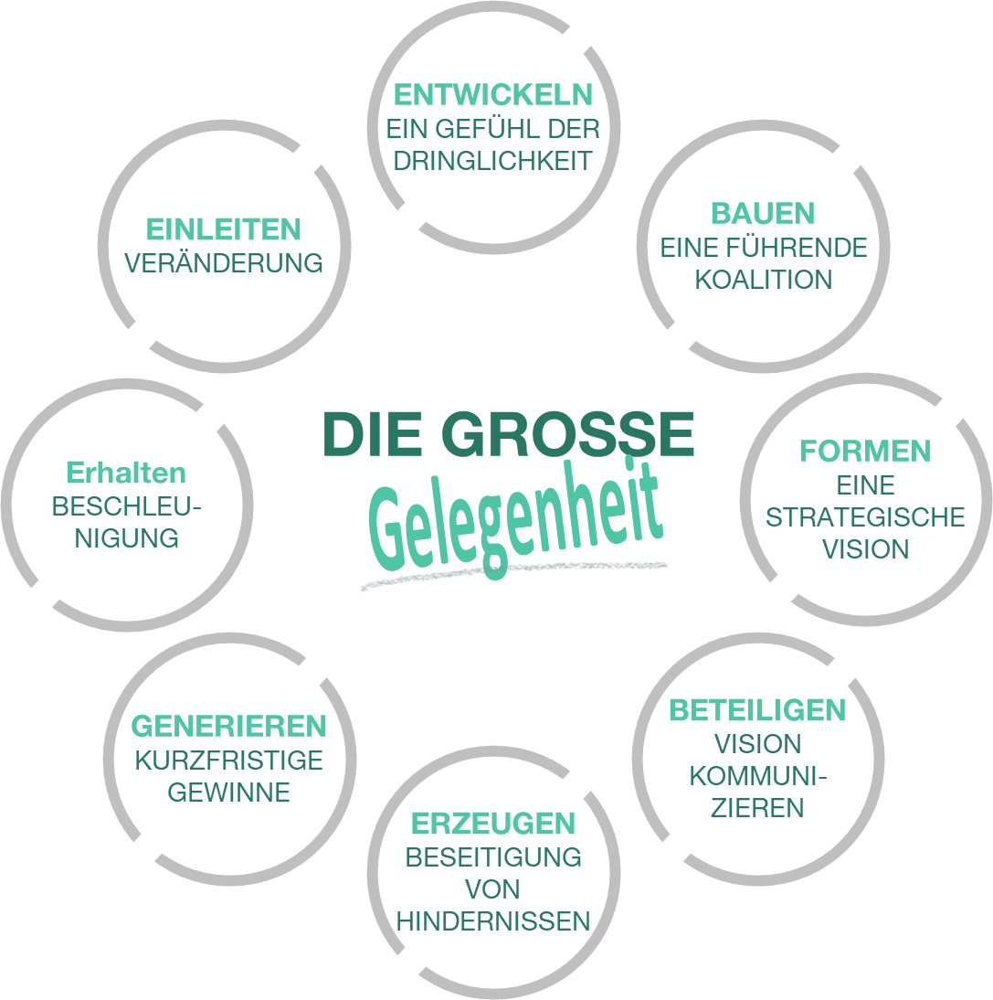 ENTWICKELN
EIN GEFÜHL DER
DRINGLICHKEIT
BAUEN
EINE FÜHRENDE
KOALITION
FORMEN
EINE
STRATEGISCHE
VISION
BETEILIGEN
VISION
KOMMUNI-
ZIEREN
ERZEUGEN
BESEITIGUNG
VON
HINDERNISSEN
GENERIEREN
KURZFRISTIGE
GEWINNE
Erhalten
BESCHLEU-
NIGUNG
EINLEITEN
VERÄNDERUNG
DIE GROSSE
Gelegenheit